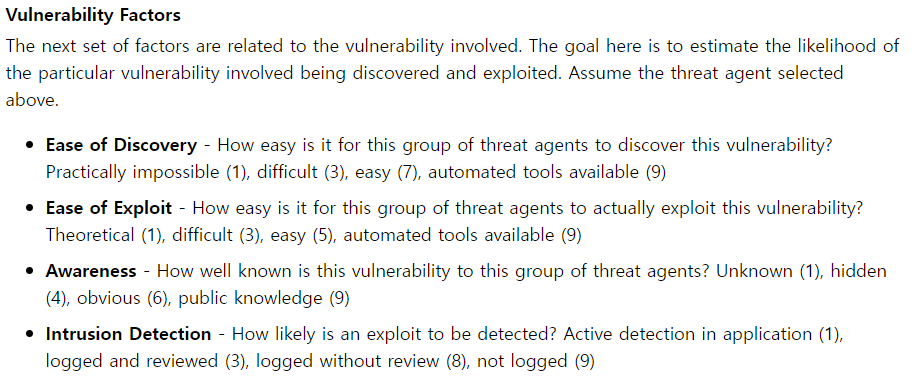 Vulnerability Factors
The next set of factors are related to the vulnerability involved. The goal here is to estimate the likelihood of
the particular vulnerability involved being discovered and exploited. Assume the threat agent selected
above.
• Ease of Discovery - How easy is it for this group of threat agents to discover this vulnerability?
Practically impossible (1), difficult (3), easy (7), automated tools available (9)
• Ease of Exploit - How easy is it for this group of threat agents to actually exploit this vulnerability?
Theoretical (1), difficult (3), easy (5), automated tools available (9)
• Awareness - How well known is this vulnerability to this group of threat agents? Unknown (1), hidden
(4), obvious (6), public knowledge (9)
• Intrusion Detection - How likely is an exploit to be detected? Active detection in application (1),
logged and reviewed (3), logged without review (8), not logged (9)